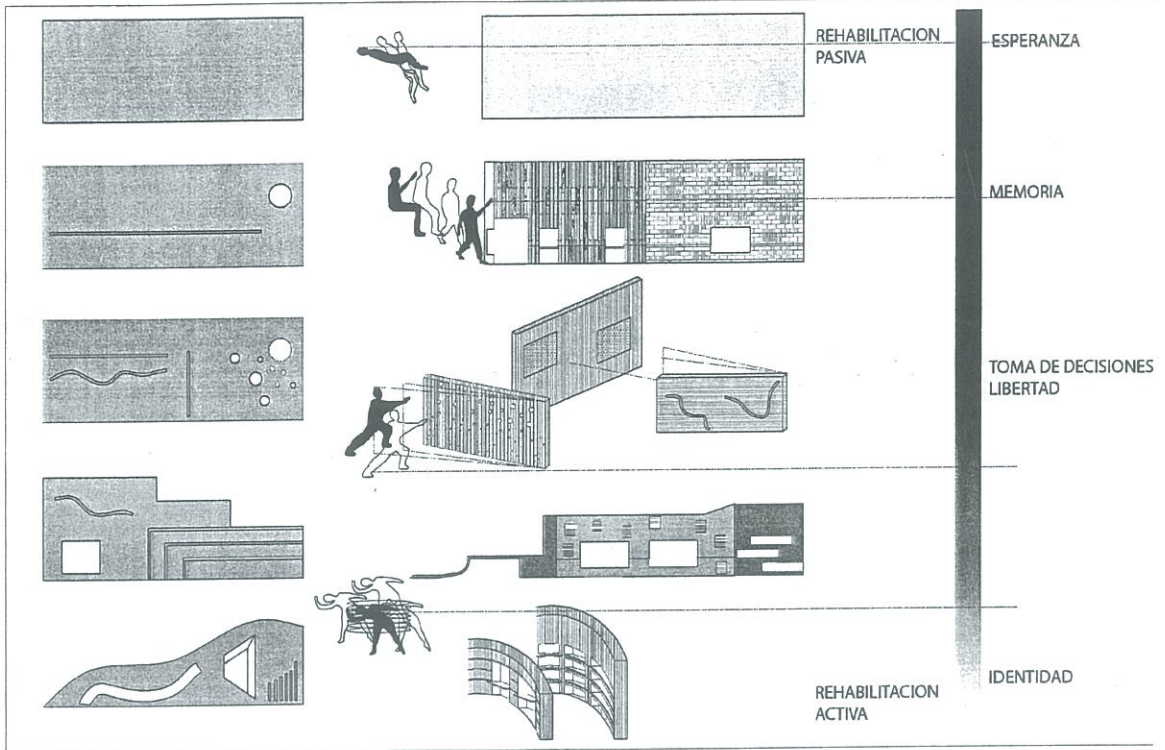 REHABILITACION
PASIVA
ESPERANZA
MEMORIA
TOMA DE DECISIONES
LIBERTAD
IDENTIDAD
REHABILITACION
ACTIVA